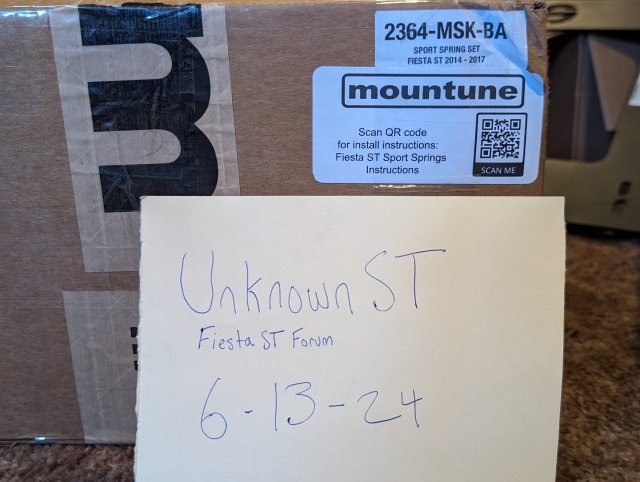 2364-MSK-BA
SPORT SPRING SET
FIESTA ST 2014 - 2017
mountune
Scan QR code
for install instructions:
Fiesta ST Sport Springs
Instructions
SCAN ME
m
Unknown ST
Fiesta ST Forum
6-13-24